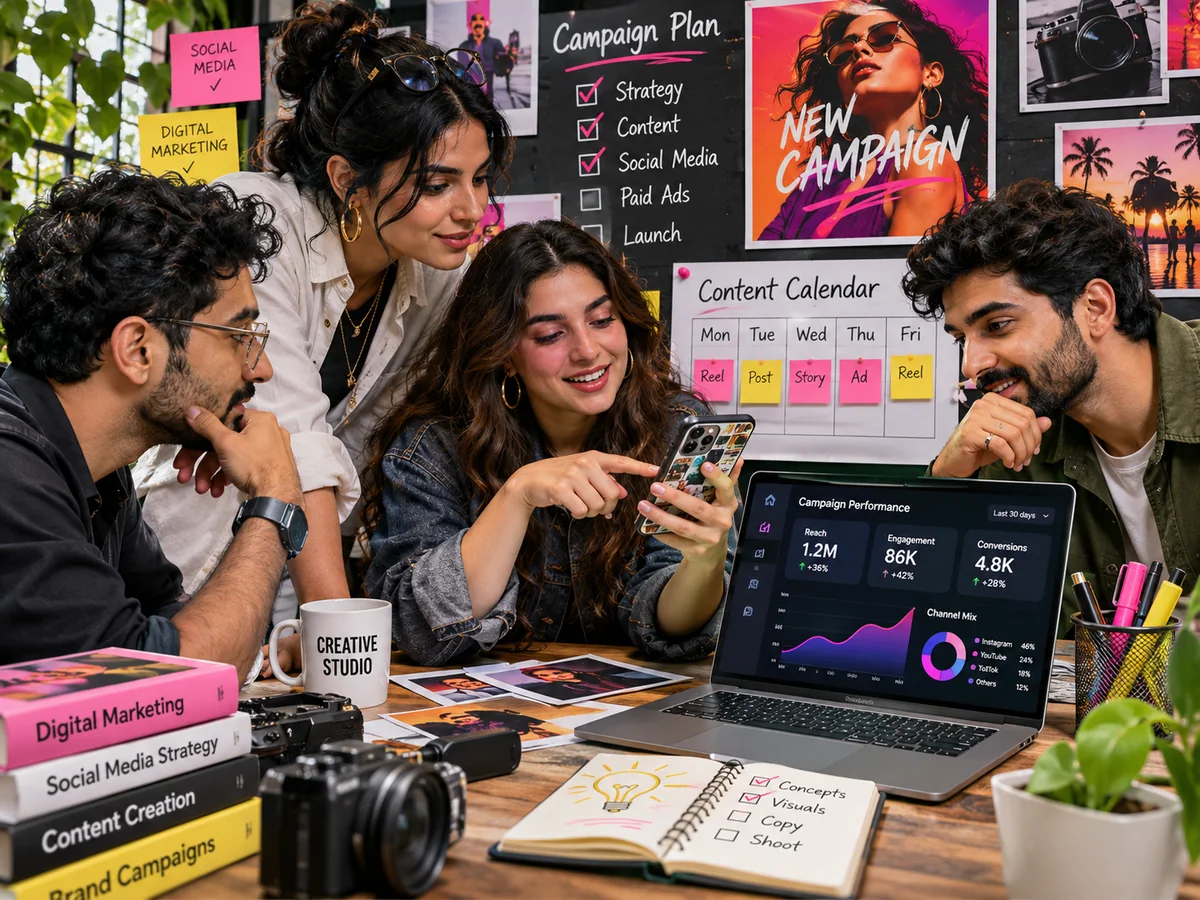 SOCIAL
MEDIA
✓
DIGITAL
MARKETING
✓
Campaign Plan
Strategy
Content
Social Media
Paid Ads
Launch
NEW
CAMPAIGN
Content Calendar
Mon Tue Wed Thu Fri
Reel Post Story Ad Reel
Campaign Performance
Last 30 days
Reach
1.2M
+36%
Engagement
86K
+42%
Conversions
4.8K
+28%
Channel Mix
Instagram 46%
YouTube 24%
18%
Others 12%
CREATIVE
STUDIO
Digital Marketing
Social Media Strategy
Content Creation
Brand Campaigns
Concepts
Visuals
Copy
Shoot